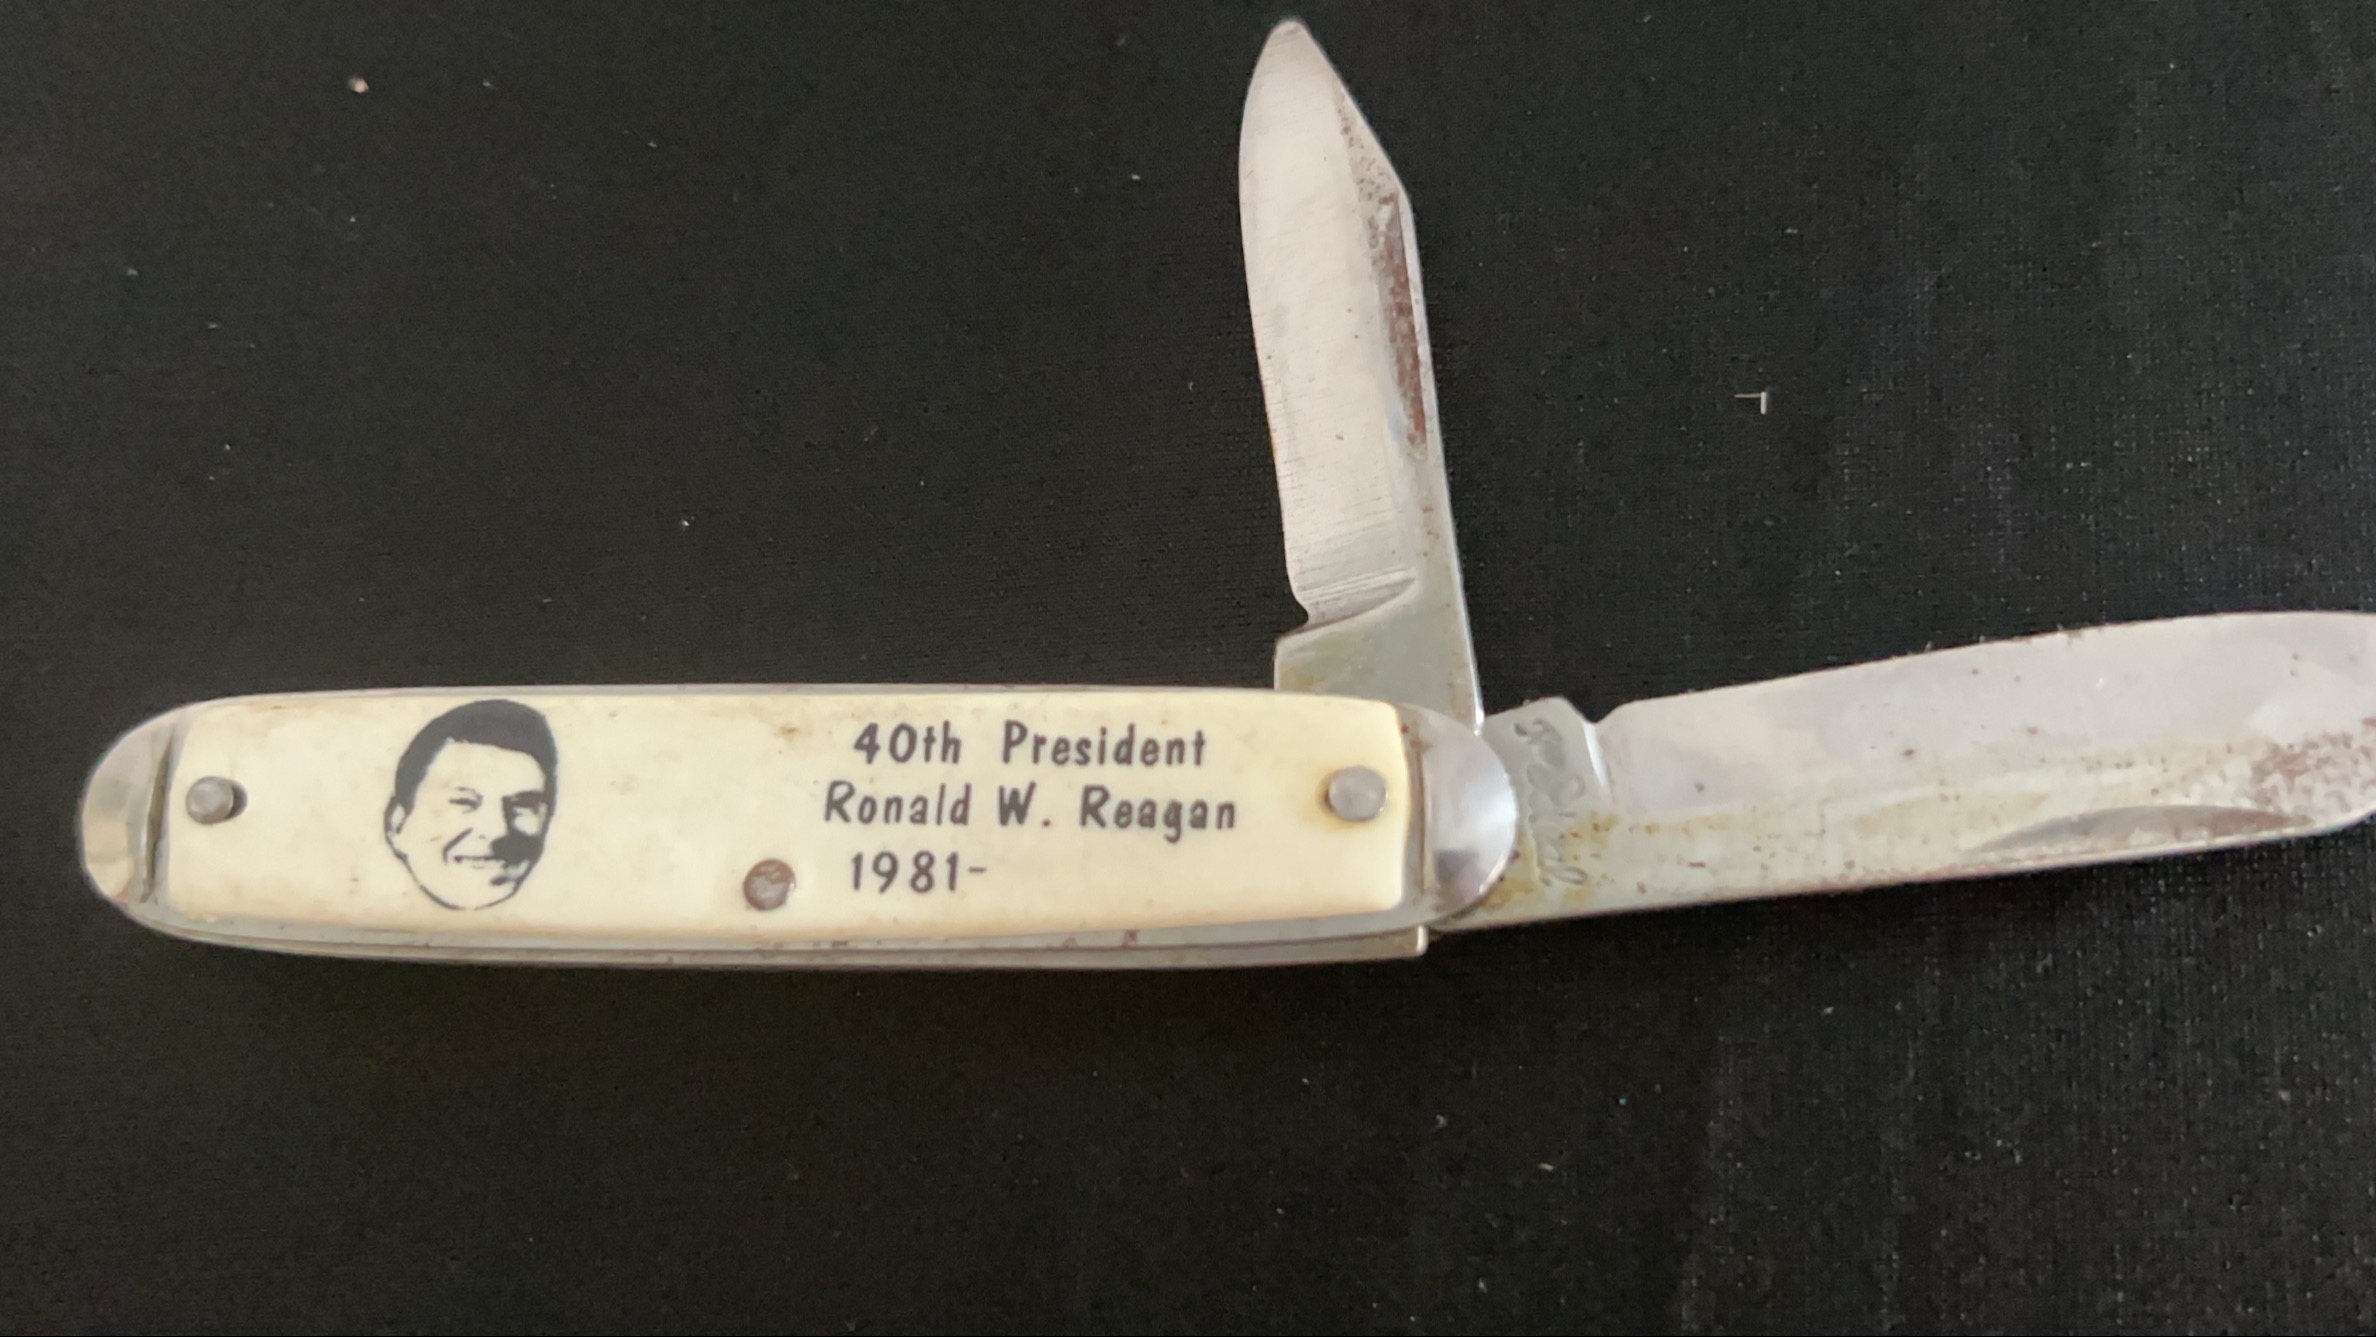 40th President
Ronald W. Reagan
1981-